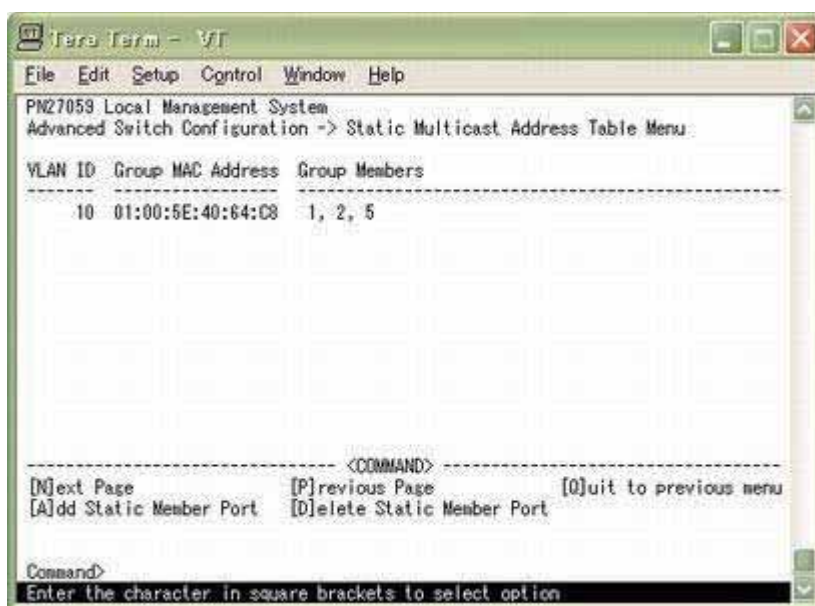 Tera Term - VT
File Edit Setup Control Window Help
PN27059 Local Management System
Advanced Switch Configuration -> Static Multicast Address Table Menu
VLAN ID Group MAC Address Group Members
10 01:00:5E:40:64:C8 1, 2, 5
<COMMAND>
[N]ext Page [P]revious Page [Q]uit to previous menu
[A]dd Static Member Port [D]elete Static Member Port
Command>
Enter the character in square brackets to select option